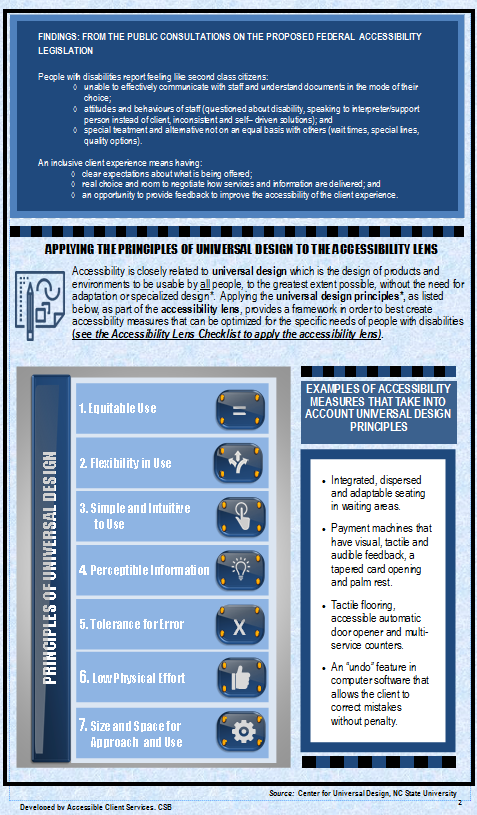 FINDINGS: FROM THE PUBLIC CONSULTATIONS ON THE PROPOSED FEDERAL ACCESSIBILITY
LEGISLATION
People with disabilities report feeling like second class citizens:
◊ unable to effectively communicate with staff and understand documents in the mode of their
choice;
◊ attitudes and behaviours of staff (questioned about disability, speaking to interpreter/support
person instead of client, inconsistent and self– driven solutions); and
◊ special treatment and alternative not on an equal basis with others (wait times, special lines,
quality options).
An inclusive client experience means having:
◊ clear expectations about what is being offered;
◊ real choice and room to negotiate how services and information are delivered; and
◊ an opportunity to provide feedback to improve the accessibility of the client experience.
APPLYING THE PRINCIPLES OF UNIVERSAL DESIGN TO THE ACCESSIBILITY LENS
Accessibility is closely related to universal design which is the design of products and
environments to be usable by all people, to the greatest extent possible, without the need for
adaptation or specialized design*. Applying the universal design principles*, as listed
below, as part of the accessibility lens, provides a framework in order to best create
accessibility measures that can be optimized for the specific needs of people with disabilities
(see the Accessibility Lens Checklist to apply the accessibility lens).
PRINCIPLES OF UNIVERSAL DESIGN
1. Equitable Use
=
2. Flexibility in Use
3. Simple and Intuitive
to Use
4. Perceptible Information
5. Tolerance for Error
X
6. Low Physical Effort
7. Size and Space for
Approach and Use
EXAMPLES OF ACCESSIBILITY
MEASURES THAT TAKE INTO
ACCOUNT UNIVERSAL DESIGN
PRINCIPLES
• Integrated, dispersed
and adaptable seating
in waiting areas.
• Payment machines that
have visual, tactile and
audible feedback, a
tapered card opening
and palm rest.
• Tactile flooring,
accessible automatic
door opener and multi-
service counters.
• An “undo” feature in
computer software that
allows the client to
correct mistakes
without penalty.
Source: Center for Universal Design, NC State University
2
Developed by Accessible Client Services. CSB